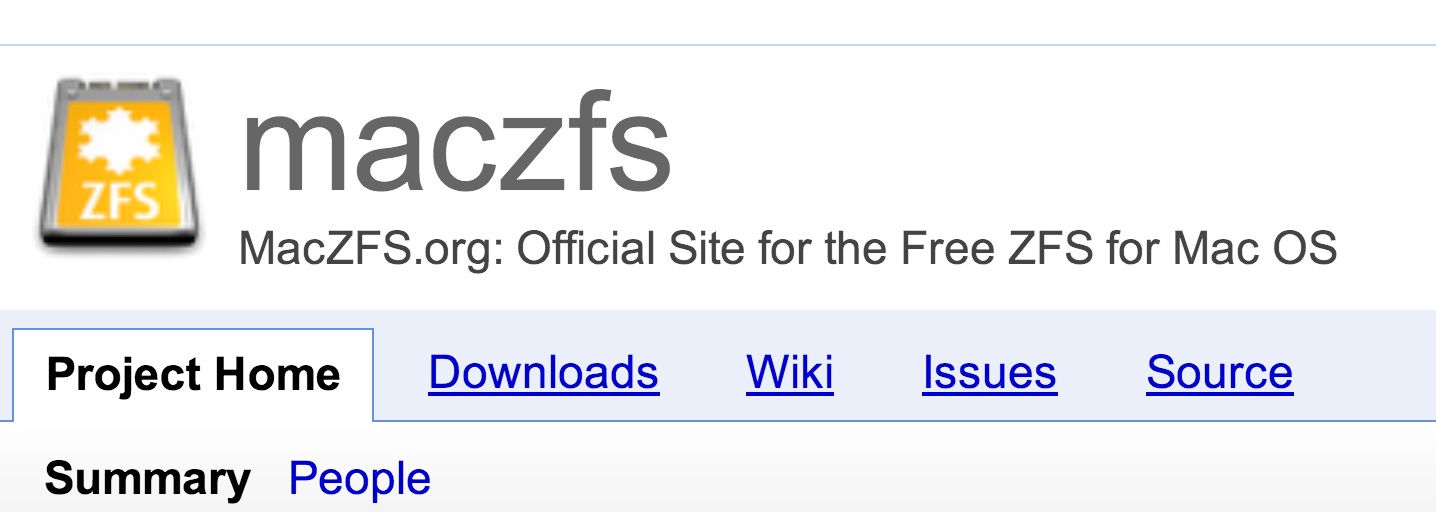 ZFS
maczfs
MacZFS.org: Official Site for the Free ZFS for Mac OS
Project Home Downloads Wiki Issues Source
Summary People